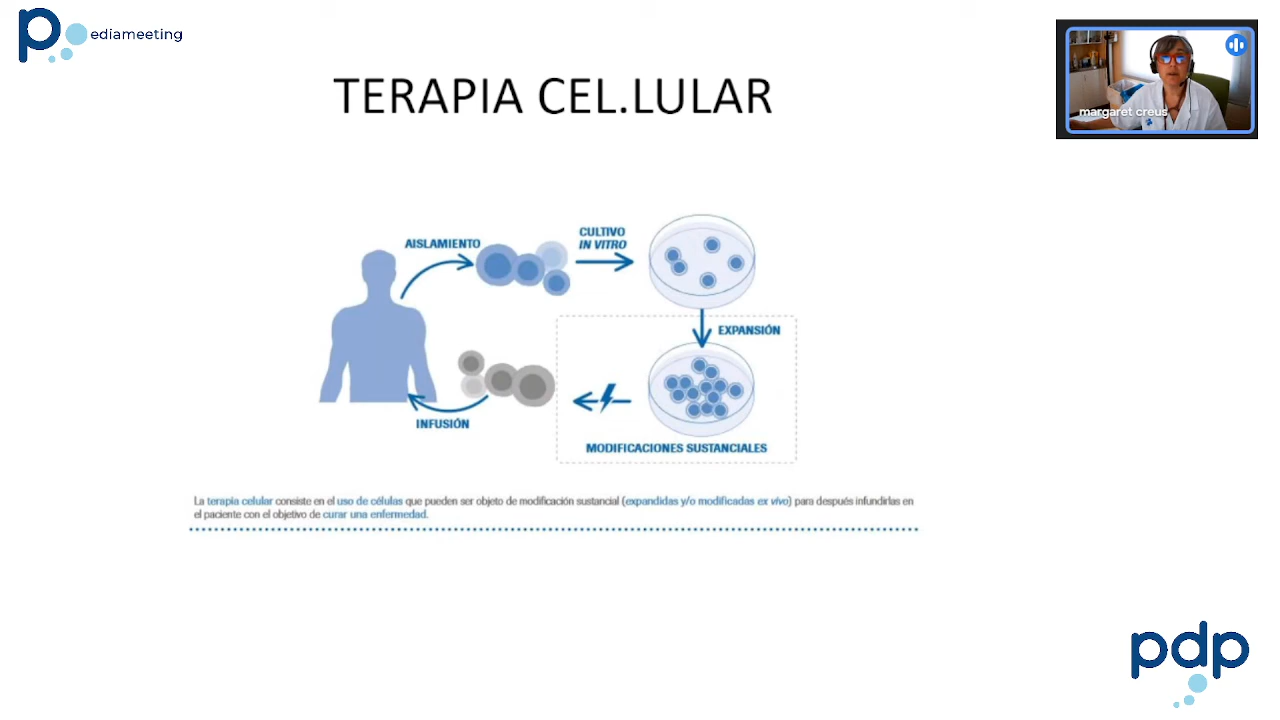 pediameeting
TERAPIA CEL.LULAR
margaret creus
AISLAMIENTO
CULTIVO
IN VITRO
EXPANSIÓN
INFUSIÓN
MODIFICACIONES SUSTANCIALES
La terapia celular consiste en el uso de células que pueden ser objeto de modificación sustancial (expandidas y/o modificadas ex vivo) para después infundirlas en
el paciente con el objetivo de curar una enfermedad.
pdp